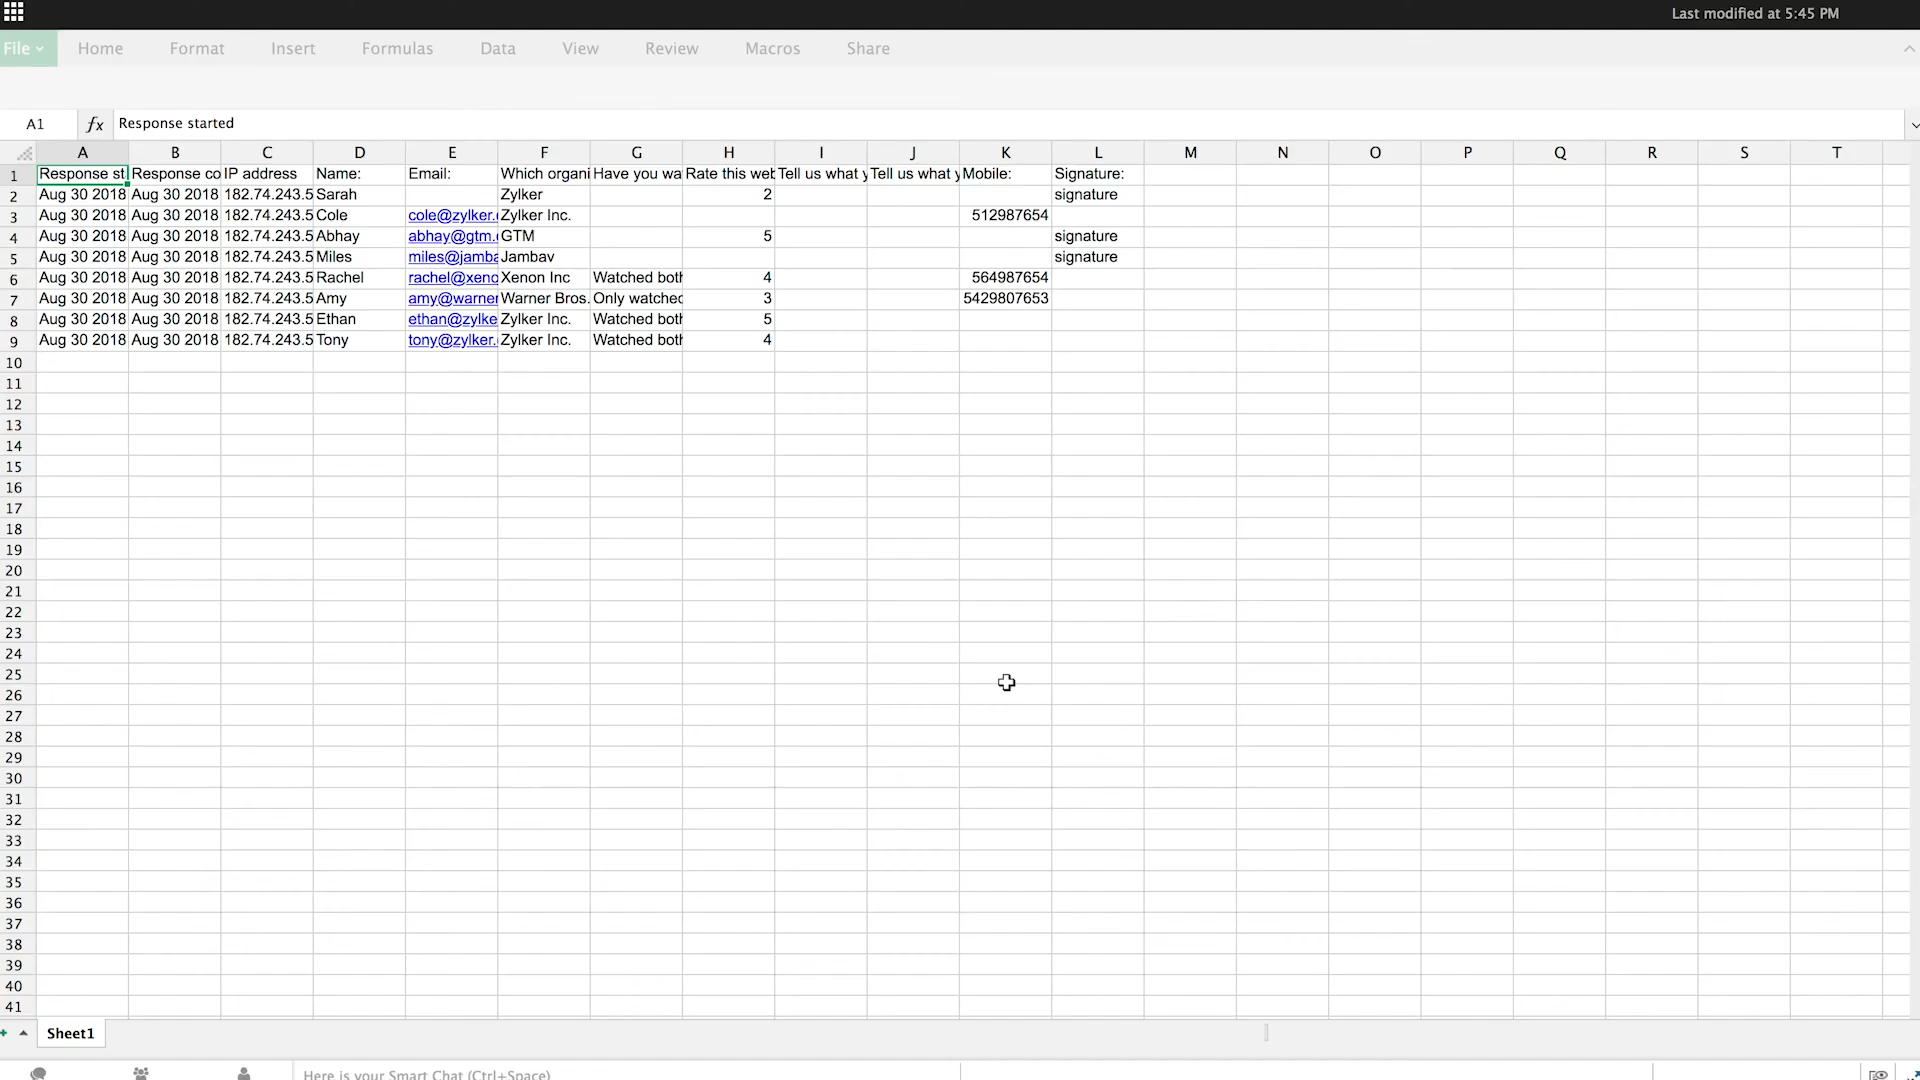 Last modified at 5:45 PM
File Home Format Insert Formulas Data View Review Macros Share
A1 fx Response started
A B C D E F G H I J K L M N O P Q R S T
1 Response st Response co IP address Name: Email: Which organi Have you wa Rate this web Tell us what y Tell us what y Mobile: Signature:
2 Aug 30 2018 Aug 30 2018 182.74.243.5 Sarah Zylker 2 signature
3 Aug 30 2018 Aug 30 2018 182.74.243.5 Cole cole@zylker. Zylker Inc. 512987654
4 Aug 30 2018 Aug 30 2018 182.74.243.5 Abhay abhay@gtm. GTM 5 signature
5 Aug 30 2018 Aug 30 2018 182.74.243.5 Miles miles@jamba Jambav signature
6 Aug 30 2018 Aug 30 2018 182.74.243.5 Rachel rachel@xeno Xenon Inc Watched both 4 564987654
7 Aug 30 2018 Aug 30 2018 182.74.243.5 Amy amy@warner Warner Bros. Only watched 3 5429807653
8 Aug 30 2018 Aug 30 2018 182.74.243.5 Ethan ethan@zylke Zylker Inc. Watched both 5
9 Aug 30 2018 Aug 30 2018 182.74.243.5 Tony tony@zylker. Zylker Inc. Watched both 4
10
11
12
13
14
15
16
17
18
19
20
21
22
23
24
25
26
27
28
29
30
31
32
33
34
35
36
37
38
39
40
41
Sheet1
Here is your Smart Chat (Ctrl+Space)